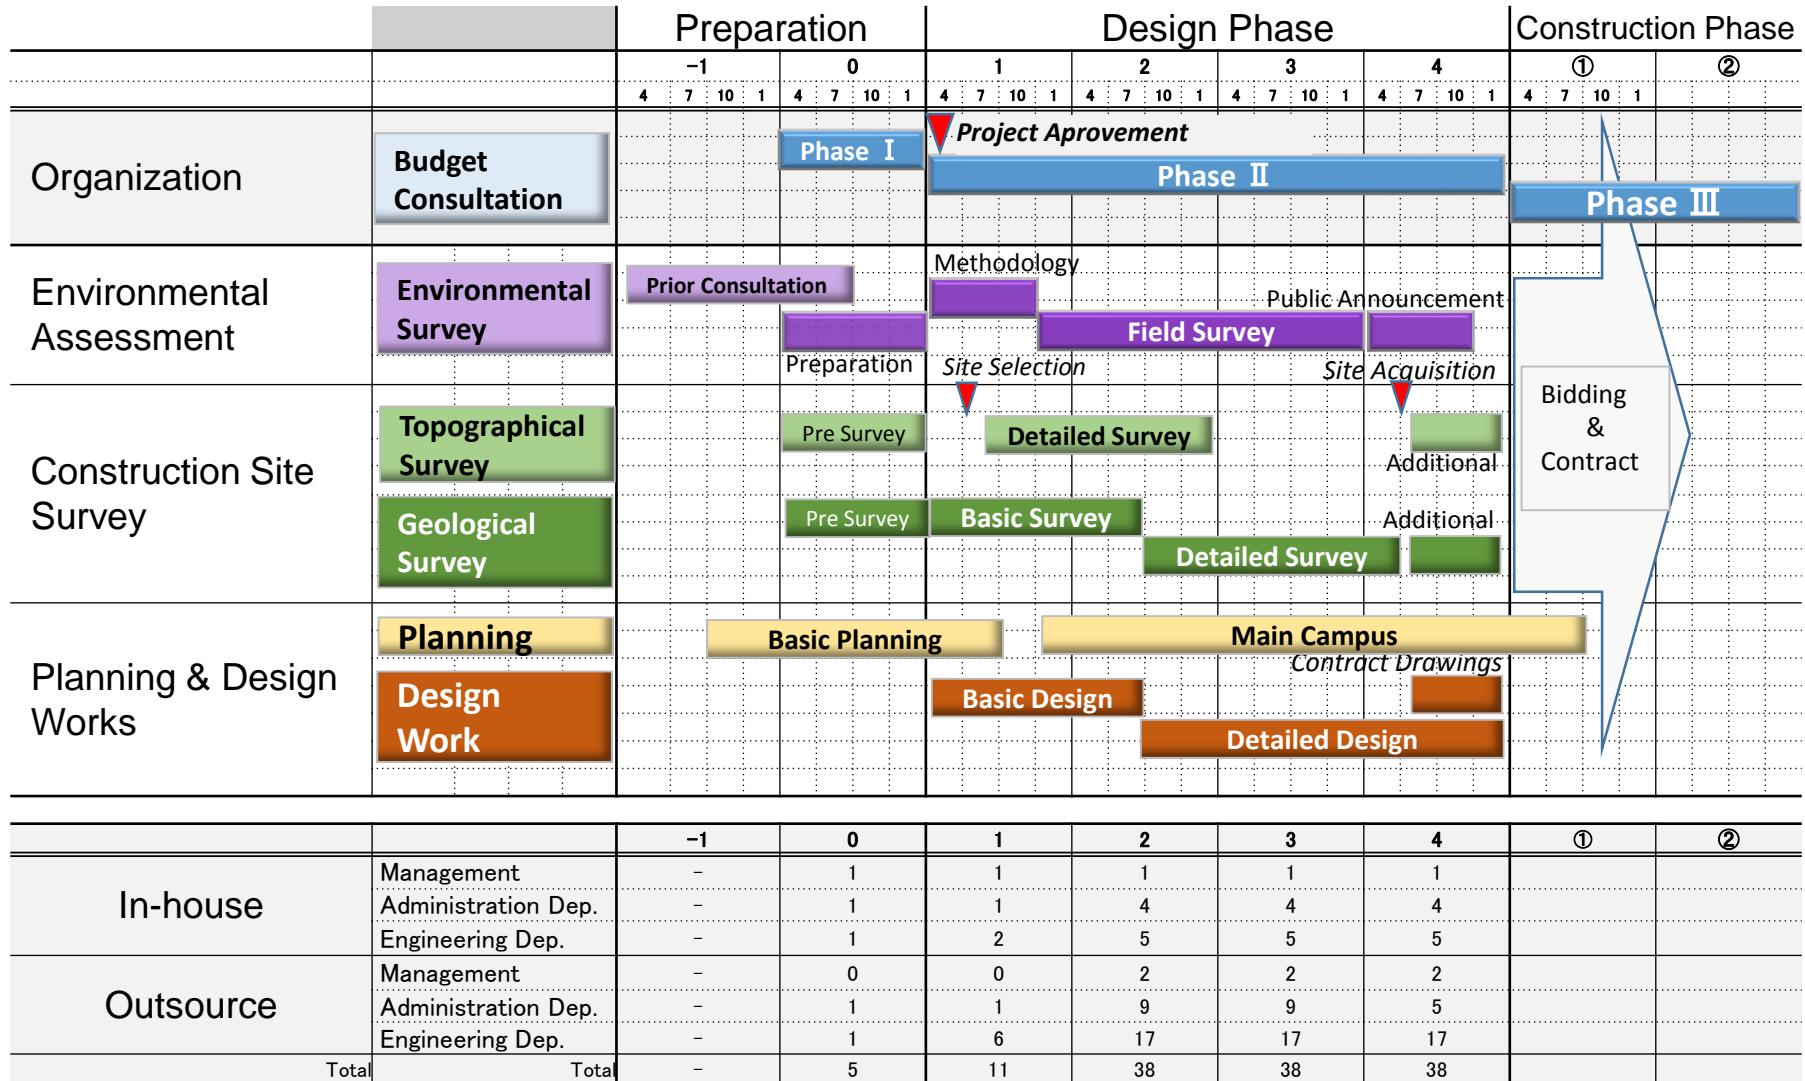 Preparation Design Phase Construction Phase
−1 0 1 2 3 4 ① ②
4 7 10 1 4 7 10 1 4 7 10 1 4 7 10 1 4 7 10 1 4 7 10 1 4 7 10 1
Organization
Budget
Consultation
Phase Ⅰ
Project Aprovement
Phase Ⅱ
Phase Ⅲ
Environmental
Assessment
Environmental
Survey
Prior Consultation
Preparation
Methodology
Field Survey
Public Announcement
Site Selection
Site Acquisition
Construction Site
Survey
Topographical
Survey
Pre Survey
Detailed Survey
Additional
Geological
Survey
Pre Survey
Basic Survey
Detailed Survey
Additional
Bidding
&
Contract
Planning & Design
Works
Planning
Basic Planning
Main Campus
Contract Drawings
Design
Work
Basic Design
Detailed Design
−1 0 1 2 3 4 ① ②
In-house
Management - 1 1 1 1 1
Administration Dep. - 1 1 4 4 4
Engineering Dep. - 1 2 5 5 5
Outsource
Management - 0 0 2 2 2
Administration Dep. - 1 1 9 9 5
Engineering Dep. - 1 6 17 17 17
Total Total - 5 11 38 38 38